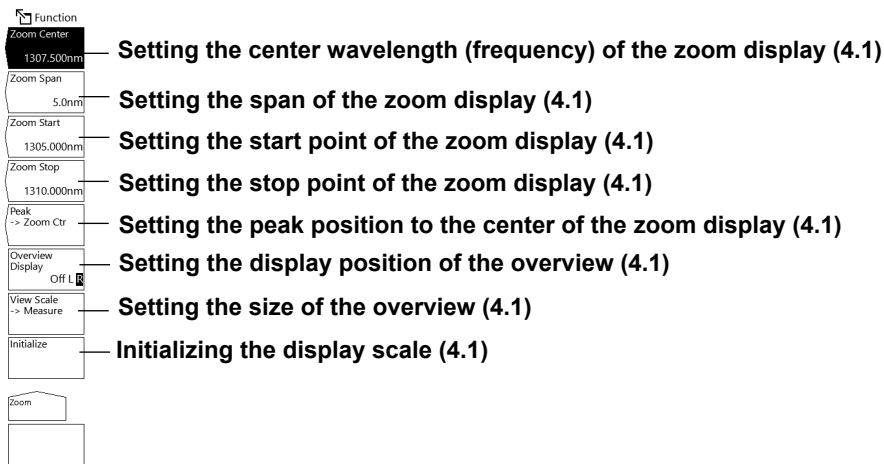 Function
Zoom Center
1307.500nm
Setting the center wavelength (frequency) of the zoom display (4.1)
Zoom Span
5.0nm
Setting the span of the zoom display (4.1)
Zoom Start
1305.000nm
Setting the start point of the zoom display (4.1)
Zoom Stop
1310.000nm
Setting the stop point of the zoom display (4.1)
Peak
-> Zoom Ctr
Setting the peak position to the center of the zoom display (4.1)
Overview
Display
Off L R
Setting the display position of the overview (4.1)
View Scale
-> Measure
Setting the size of the overview (4.1)
Initialize
Initializing the display scale (4.1)
Zoom